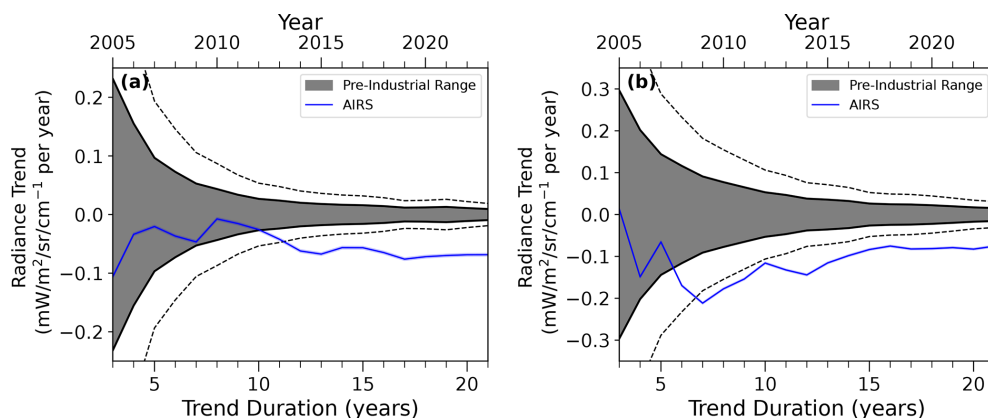 Year
2005 2010 2015 2020
(a)
Pre-Industrial Range
AIRS
0.2
0.1
0.0
−0.1
−0.2
Radiance Trend
(mW/m²/sr/cm⁻¹ per year)
5 10 15 20
Trend Duration (years)
Year
2005 2010 2015 2020
(b)
Pre-Industrial Range
AIRS
0.3
0.2
0.1
0.0
−0.1
−0.2
−0.3
Radiance Trend
(mW/m²/sr/cm⁻¹ per year)
5 10 15 20
Trend Duration (years)